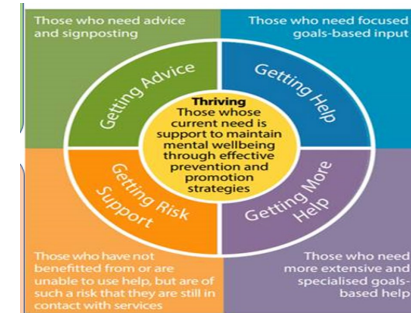 Those who need advice
and signposting
Those who need focused
goals-based input
Getting Advice
Getting Help
Thriving
Those whose
current need is
support to maintain
mental wellbeing
through effective
prevention and
promotion
strategies
Getting Risk
Support
Getting More
Help
Those who have not
benefitted from or are
unable to use help, but are of
such a risk that they are still in
contact with services
Those who need
more extensive and
specialised goals-
based help